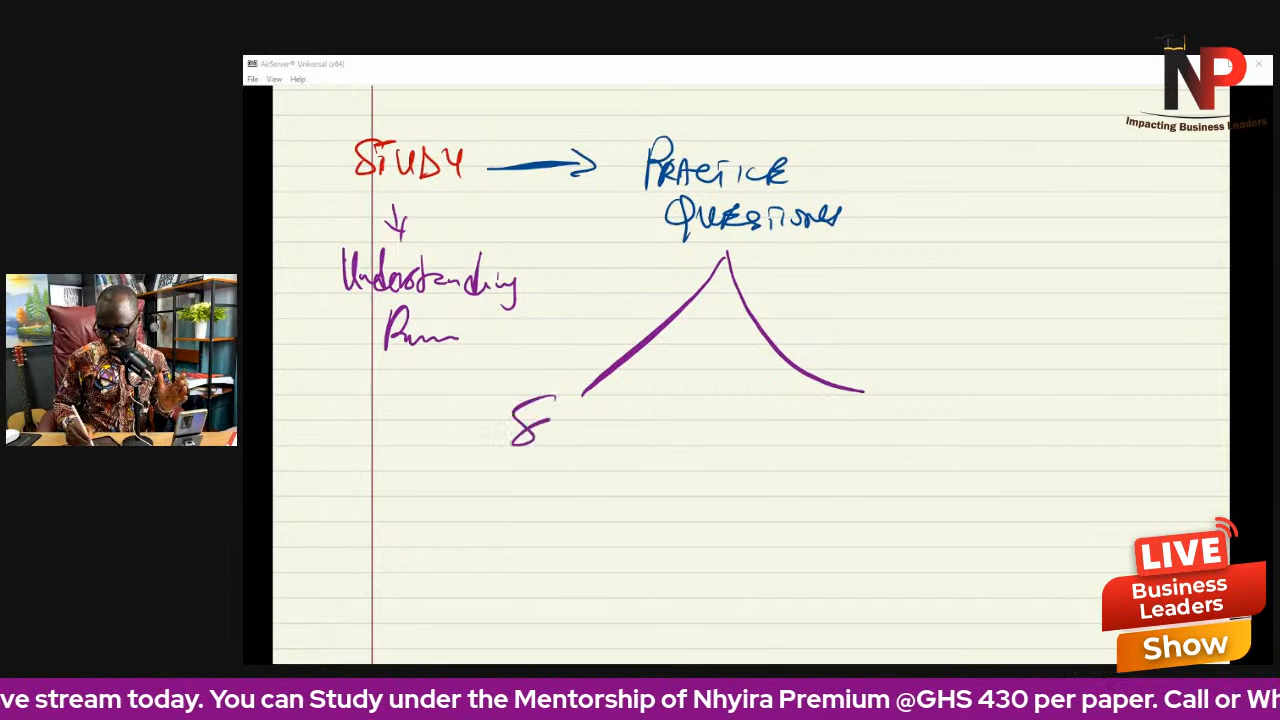 AirServer® Universal (x64)
File View Help
NP
Impacting Business Leaders
STUDY → PRACTICE
QUESTIONS
Understanding
LIVE
Business
Leaders
Show
ve stream today. You can Study under the Mentorship of Nhyira Premium @GHS 430 per paper. Call or Wh